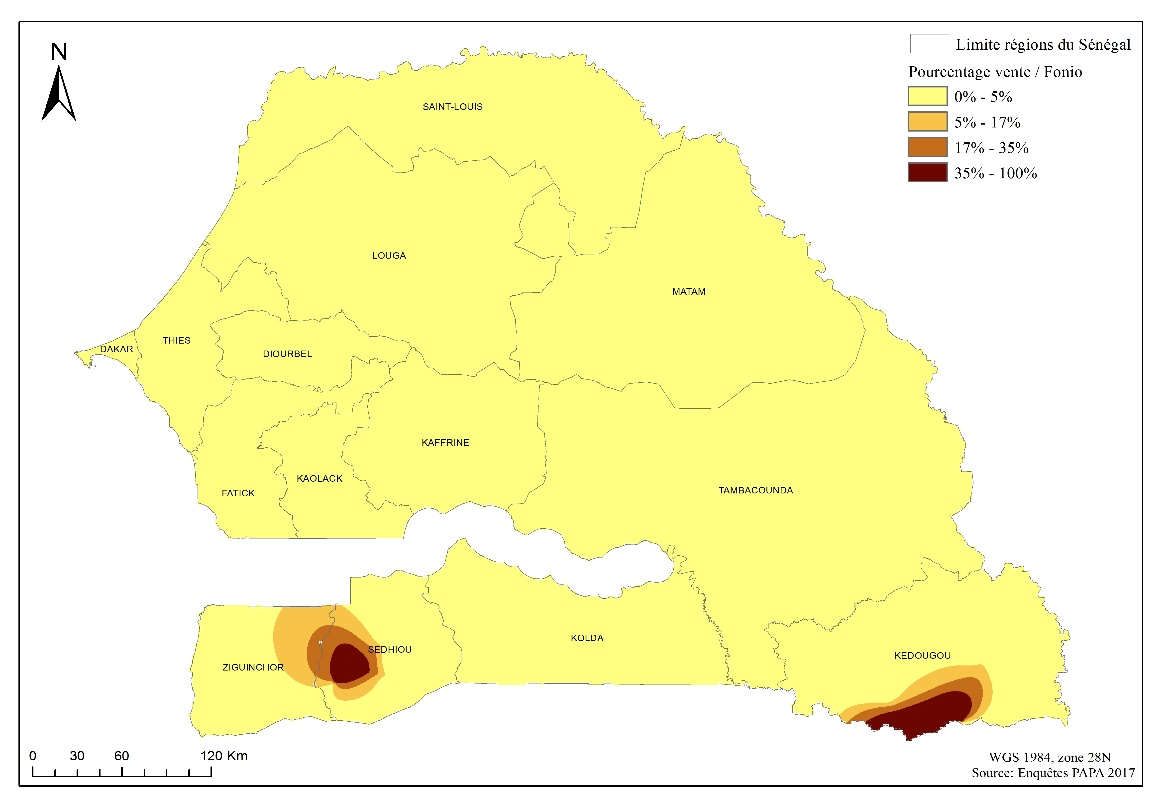 N
Limite régions du Sénégal
Pourcentage vente / Fonio
0% - 5%
5% - 17%
17% - 35%
35% - 100%
SAINT-LOUIS
LOUGA
MATAM
DAKAR
THIES
DIOURBEL
KAFFRINE
KAOLACK
FATICK
TAMBACOUNDA
KOLDA
SEDHIOU
ZIGUINCHOR
KEDOUGOU
0 30 60 120 Km
WGS 1984, zone 28N
Source: Enquêtes PAPA 2017